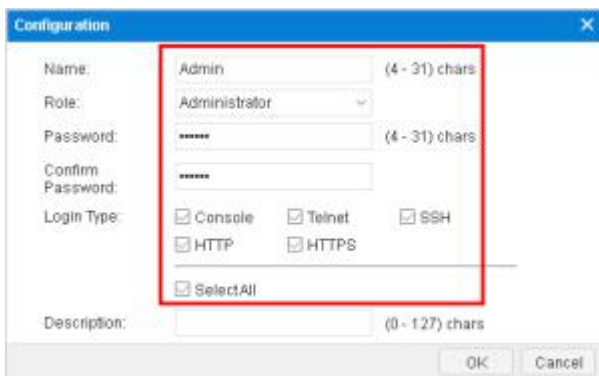 Configuration
Name: Admin (4 - 31) chars
Role: Administrator
Password: •••••• (4 - 31) chars
Confirm
Password: ••••••
Login Type: Console Telnet SSH
HTTP HTTPS
SelectAll
Description: (0 - 127) chars
OK Cancel